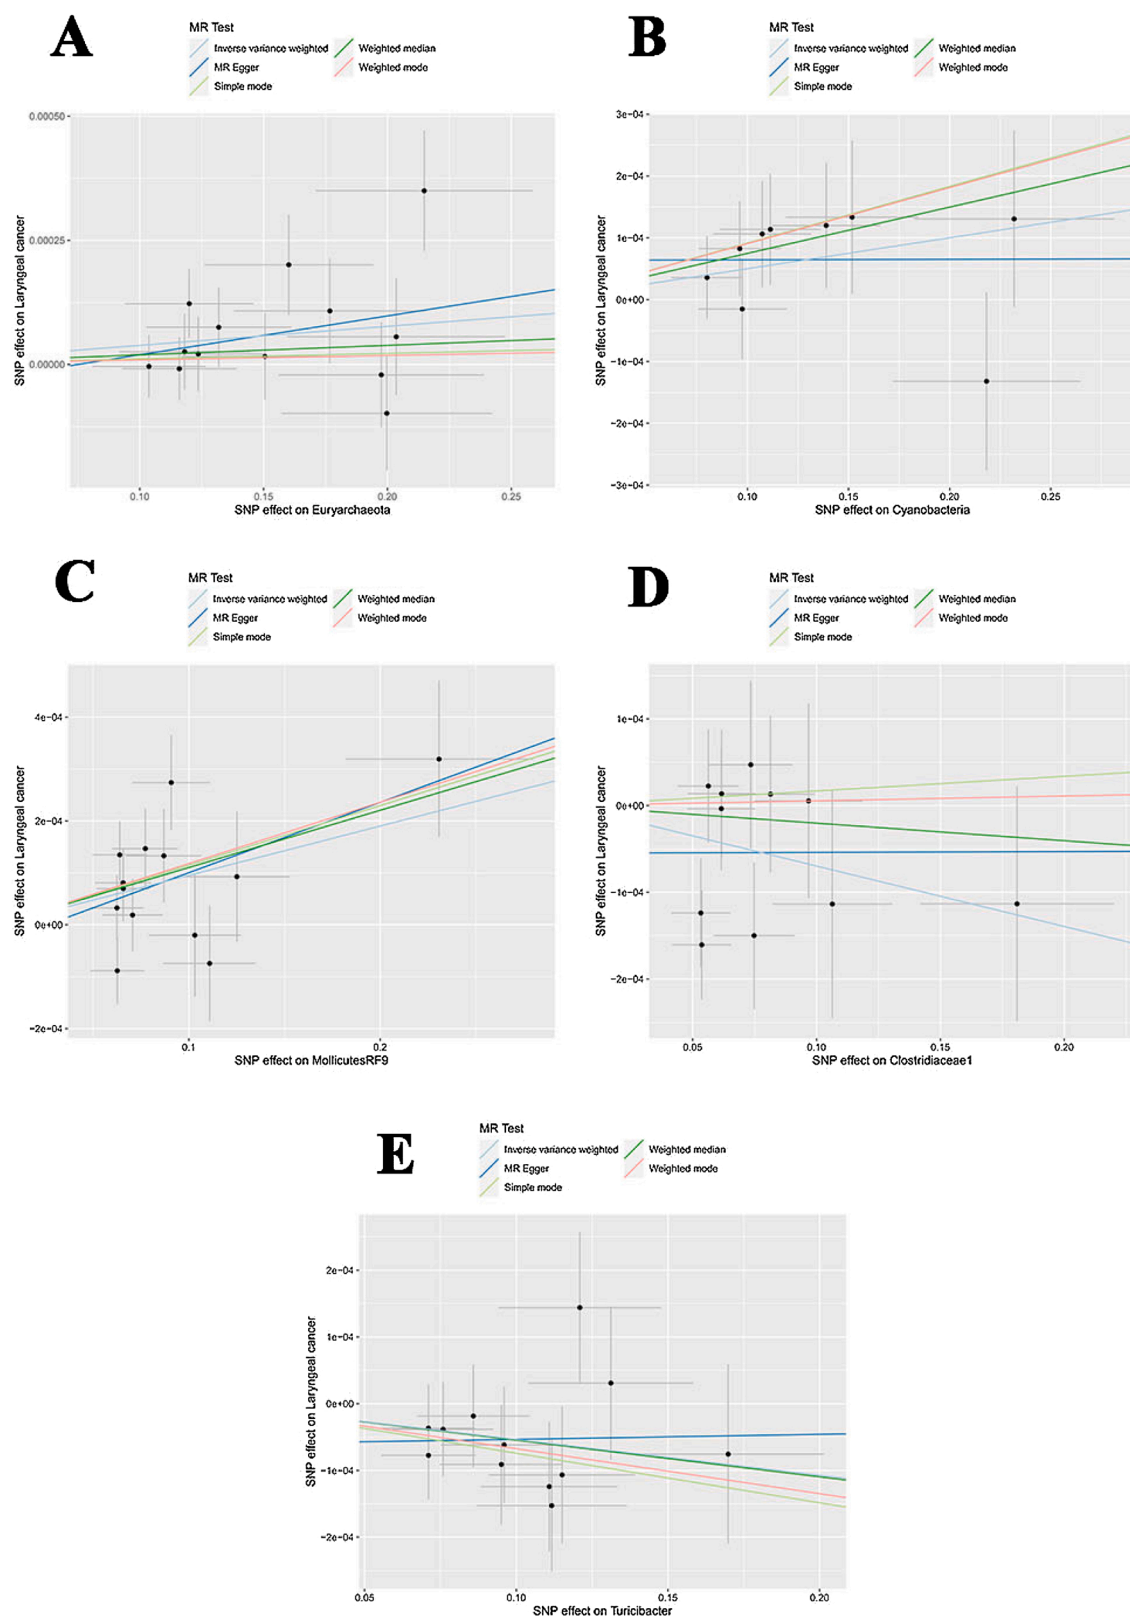 A
MR Test
Inverse variance weighted
Weighted median
MR Egger
Weighted mode
Simple mode
0.00050
0.00025
0.00000
SNP effect on Laryngeal cancer
0.10 0.15 0.20 0.25
SNP effect on Euryarchaeota
B
MR Test
Inverse variance weighted
Weighted median
MR Egger
Weighted mode
Simple mode
3e-04
2e-04
1e-04
0e+00
-1e-04
-2e-04
-3e-04
SNP effect on Laryngeal cancer
0.10 0.15 0.20 0.25
SNP effect on Cyanobacteria
C
MR Test
Inverse variance weighted
Weighted median
MR Egger
Weighted mode
Simple mode
4e-04
2e-04
0e+00
-2e-04
SNP effect on Laryngeal cancer
0.1 0.2
SNP effect on MollicutesRF9
D
MR Test
Inverse variance weighted
Weighted median
MR Egger
Weighted mode
Simple mode
1e-04
0e+00
-1e-04
-2e-04
SNP effect on Laryngeal cancer
0.05 0.10 0.15 0.20
SNP effect on Clostridiaceae1
E
MR Test
Inverse variance weighted
Weighted median
MR Egger
Weighted mode
Simple mode
2e-04
1e-04
0e+00
-1e-04
-2e-04
SNP effect on Laryngeal cancer
0.05 0.10 0.15 0.20
SNP effect on Turicibacter